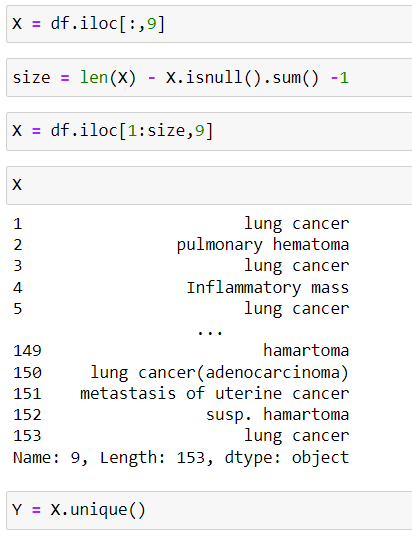 X = df.iloc[:,9]
size = len(X) - X.isnull().sum() -1
X = df.iloc[1:size,9]
X
1 lung cancer
2 pulmonary hematoma
3 lung cancer
4 Inflammatory mass
5 lung cancer
...
149 hamartoma
150 lung cancer(adenocarcinoma)
151 metastasis of uterine cancer
152 susp. hamartoma
153 lung cancer
Name: 9, Length: 153, dtype: object
Y = X.unique()